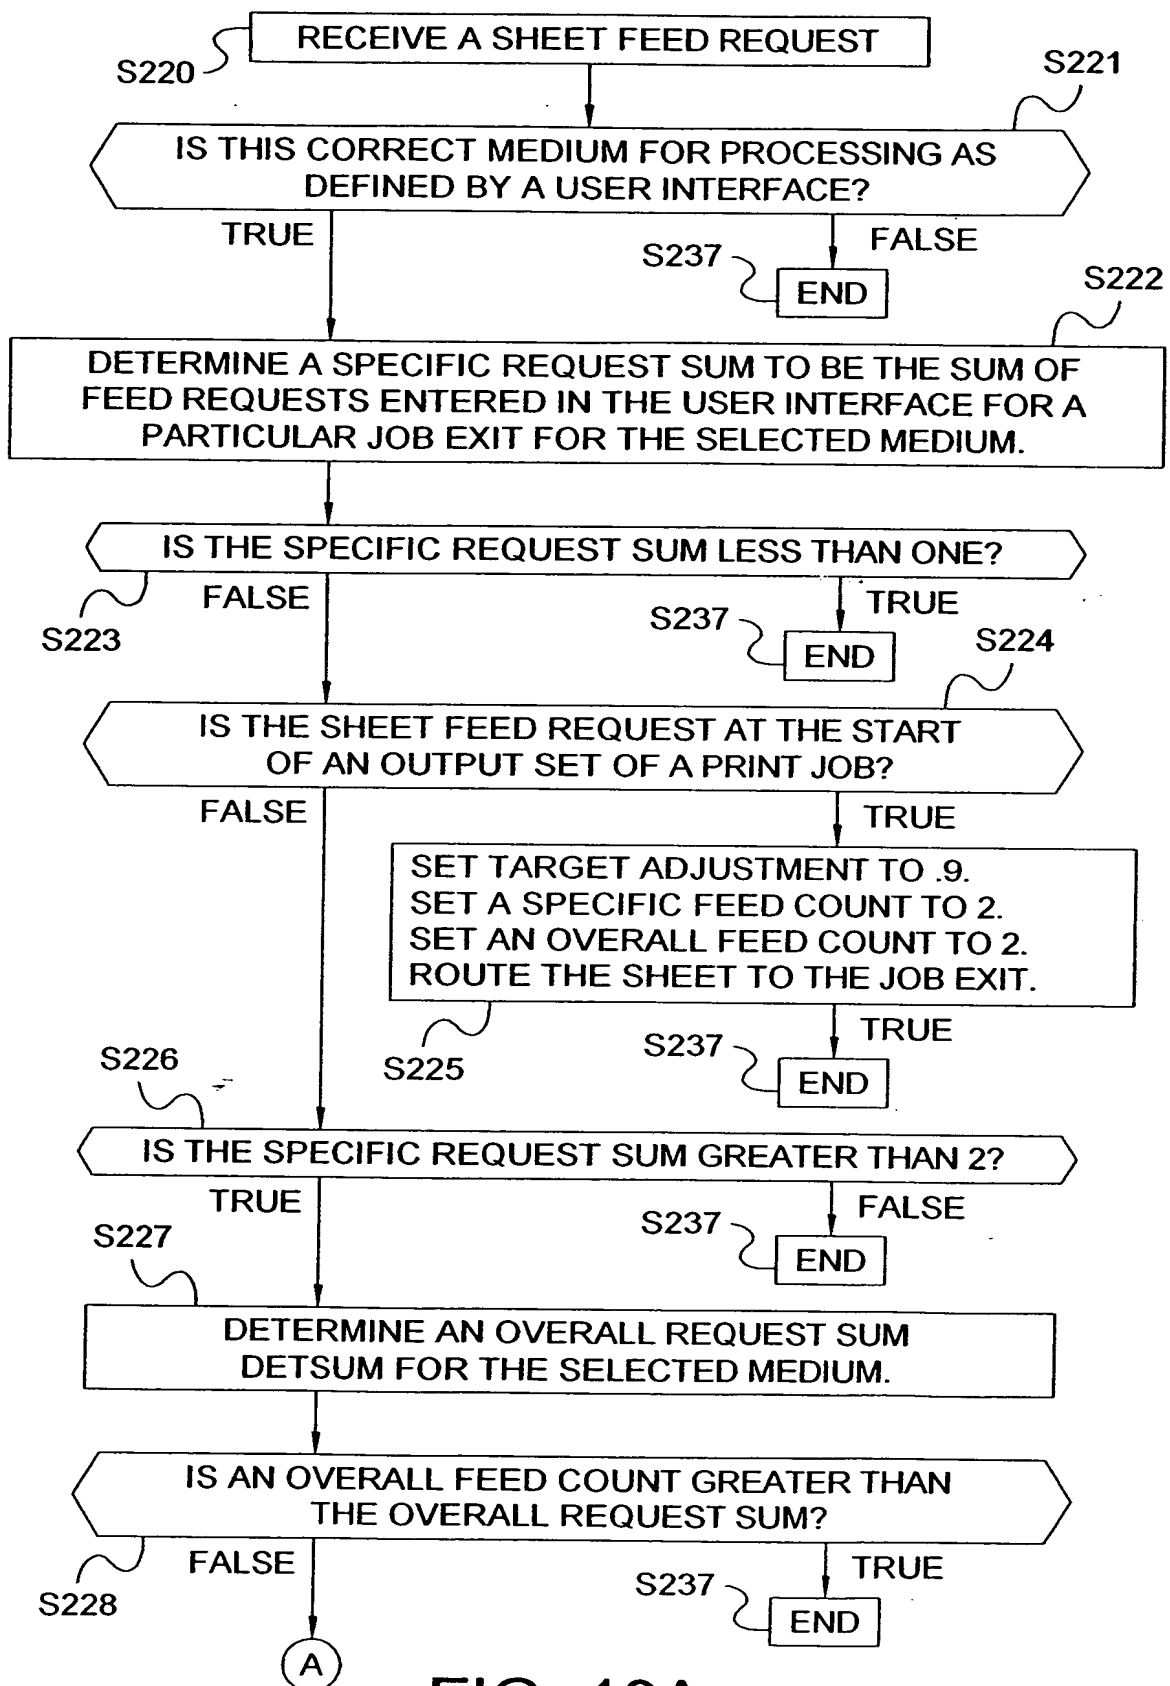 RECEIVE A SHEET FEED REQUEST
S220
S221
IS THIS CORRECT MEDIUM FOR PROCESSING AS
DEFINED BY A USER INTERFACE?
TRUE
FALSE
S237
END
S222
DETERMINE A SPECIFIC REQUEST SUM TO BE THE SUM OF
FEED REQUESTS ENTERED IN THE USER INTERFACE FOR A
PARTICULAR JOB EXIT FOR THE SELECTED MEDIUM.
IS THE SPECIFIC REQUEST SUM LESS THAN ONE?
S223
FALSE
TRUE
S237
END
S224
IS THE SHEET FEED REQUEST AT THE START
OF AN OUTPUT SET OF A PRINT JOB?
FALSE
TRUE
SET TARGET ADJUSTMENT TO .9.
SET A SPECIFIC FEED COUNT TO 2.
SET AN OVERALL FEED COUNT TO 2.
ROUTE THE SHEET TO THE JOB EXIT.
S225
TRUE
S237
END
S226
IS THE SPECIFIC REQUEST SUM GREATER THAN 2?
TRUE
FALSE
S237
END
S227
DETERMINE AN OVERALL REQUEST SUM
DETSUM FOR THE SELECTED MEDIUM.
IS AN OVERALL FEED COUNT GREATER THAN
THE OVERALL REQUEST SUM?
S228
FALSE
TRUE
S237
END
A